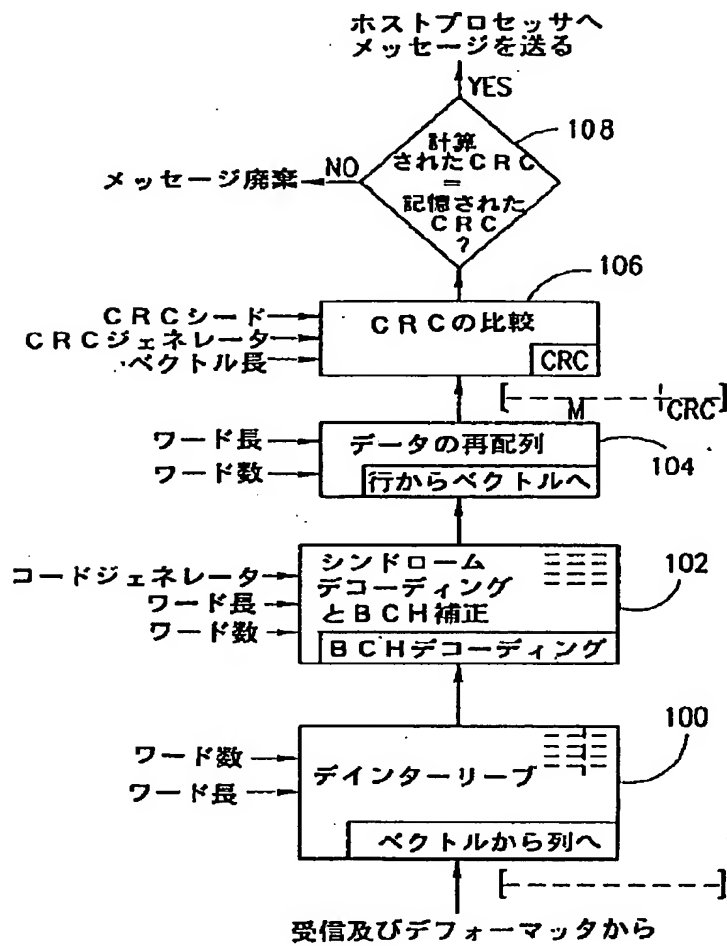 ホストプロセッサへ
メッセージを送る
YES
108
計算
されたCRC
=
記憶された
CRC
?
NO
メッセージ廃棄
106
CRCシード
CRCジェネレータ
ベクトル長
CRCの比較
CRC
M
CRC
ワード長
ワード数
データの再配列
行からベクトルへ
104
コードジェネレータ
ワード長
ワード数
シンドローム
デコーディング
とBCH補正
BCHデコーディング
102
100
ワード数
ワード長
デインターリーブ
ベクトルから列へ
受信及びデフォーマッタから